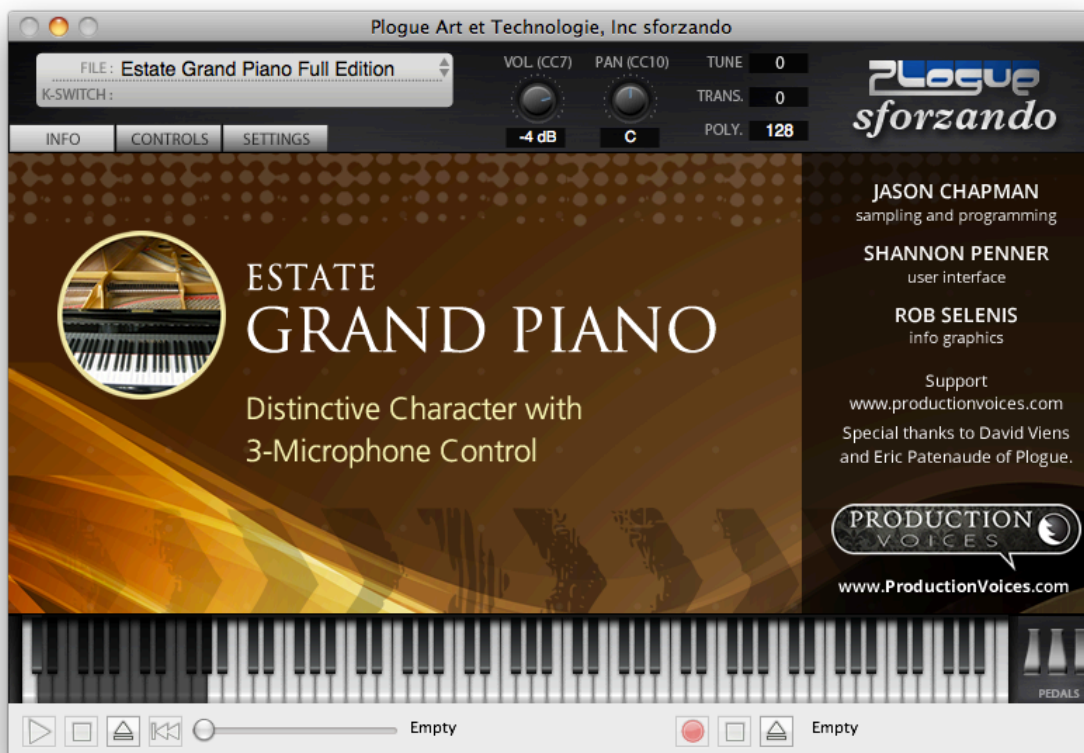 Plogue Art et Technologie, Inc sforzando
FILE: Estate Grand Piano Full Edition
K-SWITCH:
VOL. (CC7)
-4 dB
PAN (CC10)
C
TUNE 0
TRANS. 0
POLY. 128
PLogue
sforzando
INFO
CONTROLS
SETTINGS
ESTATE
GRAND PIANO
Distinctive Character with
3-Microphone Control
JASON CHAPMAN
sampling and programming
SHANNON PENNER
user interface
ROB SELENIS
info graphics
Support
www.productionvoices.com
Special thanks to David Viens
and Eric Patenaude of Plogue.
PRODUCTION
VOICES
www.ProductionVoices.com
PEDALS
Empty
Empty